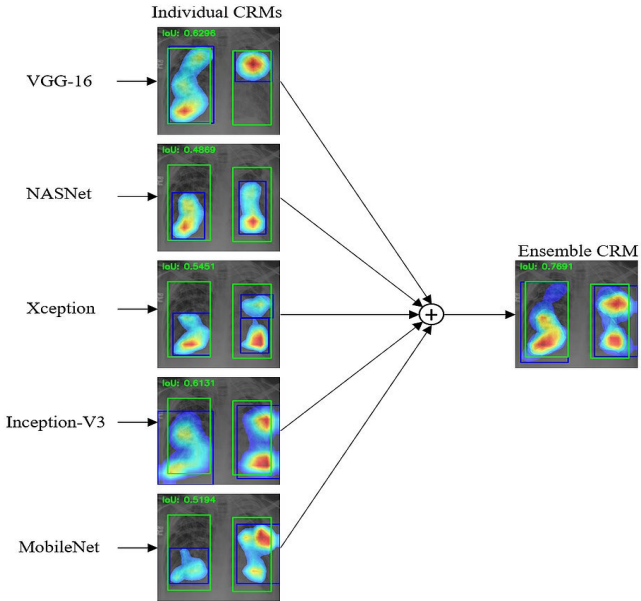 Individual CRMs
IoU: 0.6296
VGG-16
IoU: 0.4869
NASNet
Ensemble CRM
IoU: 0.5451
IoU: 0.7691
Xception
+
IoU: 0.6131
Inception-V3
IoU: 0.5194
MobileNet